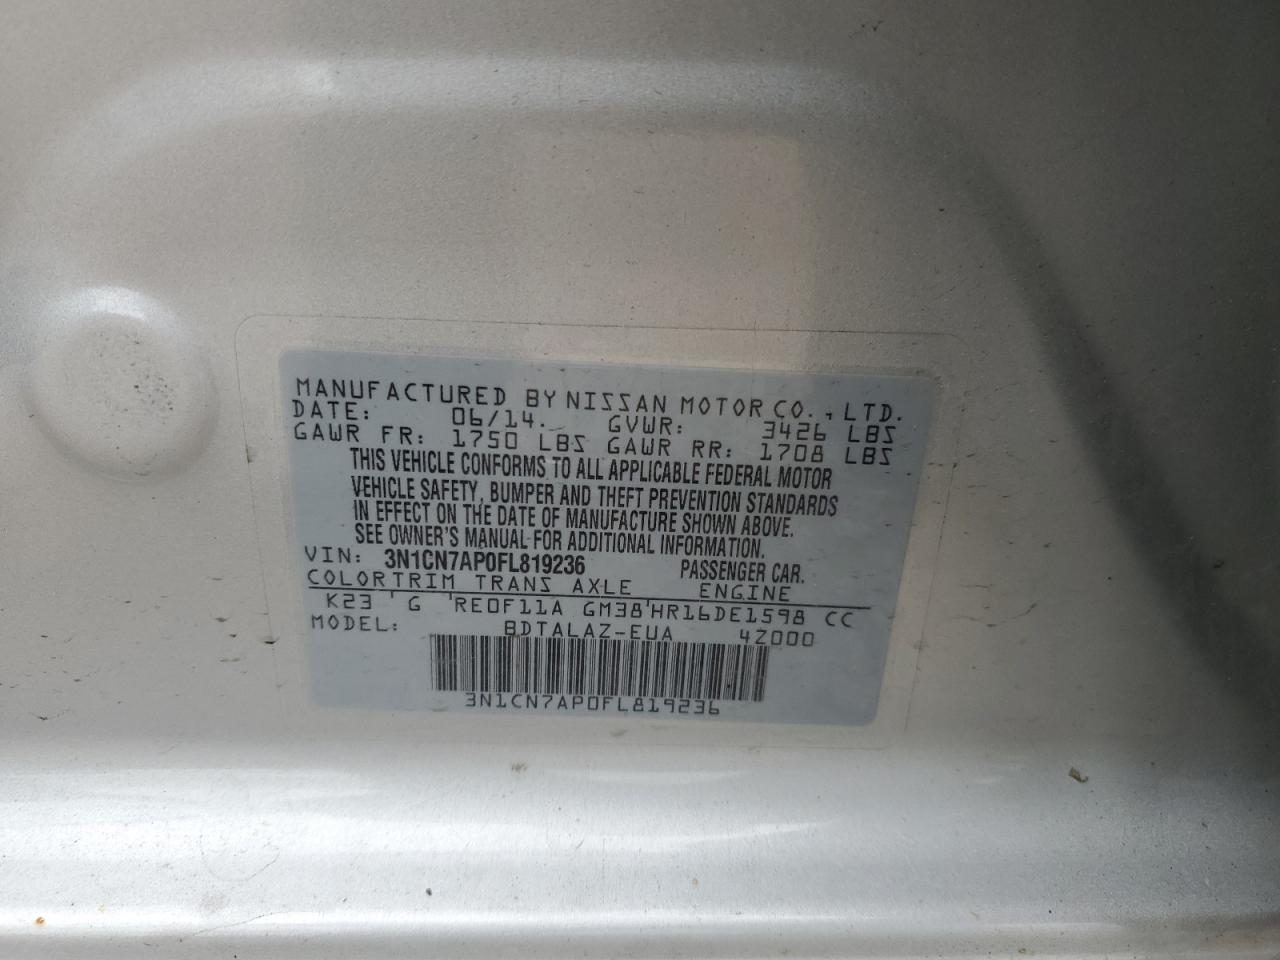 MANUFACTURED BY NISSAN MOTOR CO., LTD.
DATE: 06/14. GVWR: 3426 LBS
GAWR FR: 1750 LBS GAWR RR: 1708 LBS
THIS VEHICLE CONFORMS TO ALL APPLICABLE FEDERAL MOTOR
VEHICLE SAFETY, BUMPER AND THEFT PREVENTION STANDARDS
IN EFFECT ON THE DATE OF MANUFACTURE SHOWN ABOVE.
SEE OWNER'S MANUAL FOR ADDITIONAL INFORMATION.
VIN: 3N1CN7AP0FL819236 PASSENGER CAR.
COLOR TRIM TRANS AXLE ENGINE
K23 ' G 'RE0F11A GM38'HR16DE1598 CC
MODEL: BDTALAZ-EUA 4Z000
3N1CN7AP0FL819236